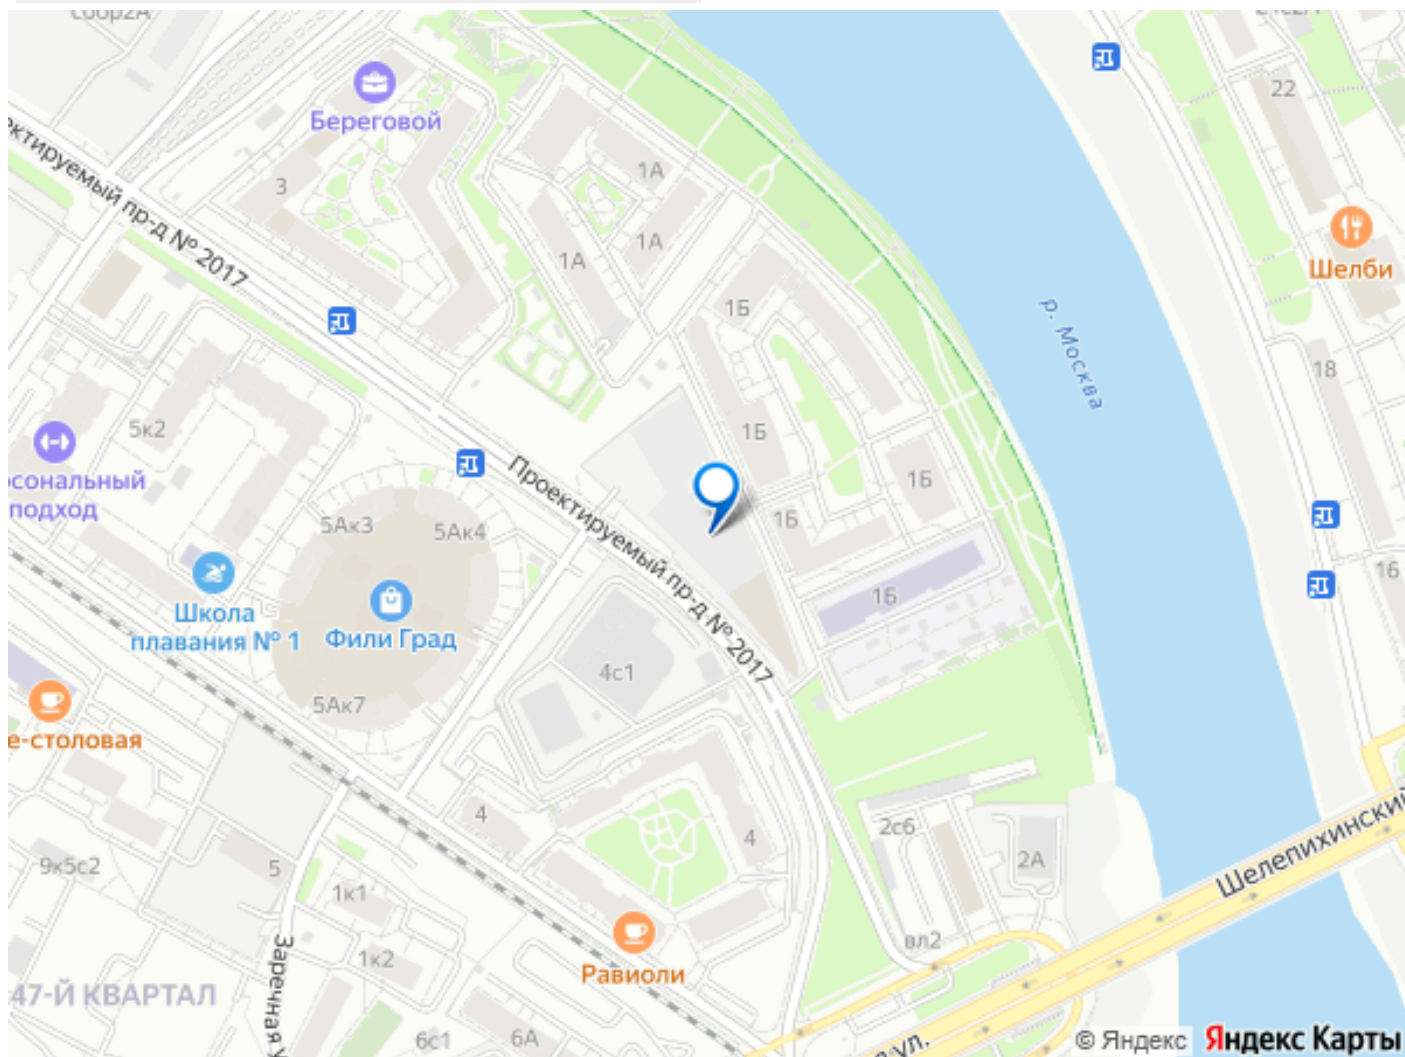 22
Береговой
1А
3
1А
1А
Шелби
Проектируемый пр-д № 2017
1Б
р. Москва
18
1Б
5к2
1Б
Персональный
подход
5Ак3
5Ак4
1Б
Проектируемый пр-д № 2017
16
1Б
Школа
плавания № 1
Фили Град
4с1
5Ак7
е-столовая
4
4
2с6
2А
Шелепихинский
9к5с2
5
1к1
Заречная
вл2
1к2
Равиоли
47-Й КВАРТАЛ
6с1
6А
ул.
© Яндекс
Яндекс Карты